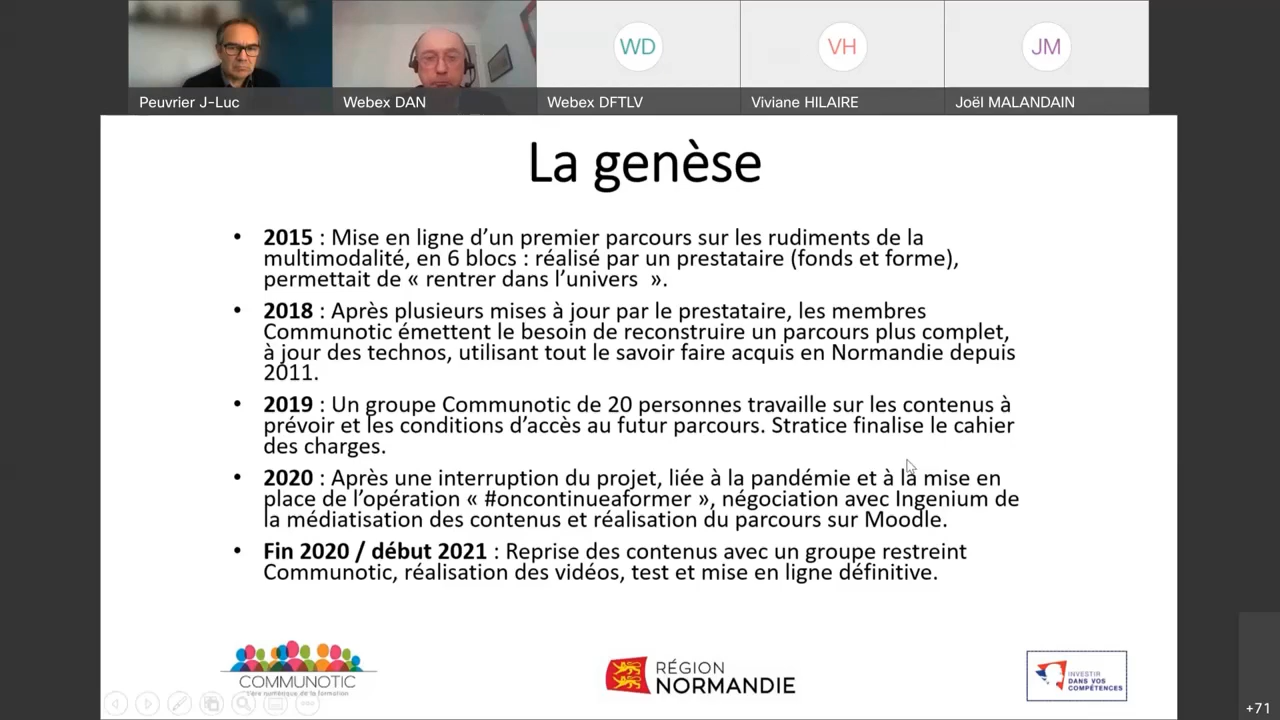 WD
VH
JM
Peuvrier J-Luc
Webex DAN
Webex DFTLV
Viviane HILAIRE
Joël MALANDAIN
La genèse
• 2015 : Mise en ligne d’un premier parcours sur les rudiments de la
multimodalité, en 6 blocs : réalisé par un prestataire (fonds et forme),
permettait de « rentrer dans l’univers  ».
• 2018 : Après plusieurs mises à jour par le prestataire, les membres
Communotic émettent le besoin de reconstruire un parcours plus complet,
à jour des technos, utilisant tout le savoir faire acquis en Normandie depuis
2011.
• 2019 : Un groupe Communotic de 20 personnes travaille sur les contenus à
prévoir et les conditions d’accès au futur parcours. Stratice finalise le cahier
des charges.
• 2020 : Après une interruption du projet, liée à la pandémie et à la mise en
place de l’opération « #oncontinueaformer », négociation avec Ingenium de
la médiatisation des contenus et réalisation du parcours sur Moodle.
• Fin 2020 / début 2021 : Reprise des contenus avec un groupe restreint
Communotic, réalisation des vidéos, test et mise en ligne définitive.
COMMUNOTIC
L'ère numérique de la formation
RÉGION
NORMANDIE
INVESTIR
DANS VOS
COMPÉTENCES
+71